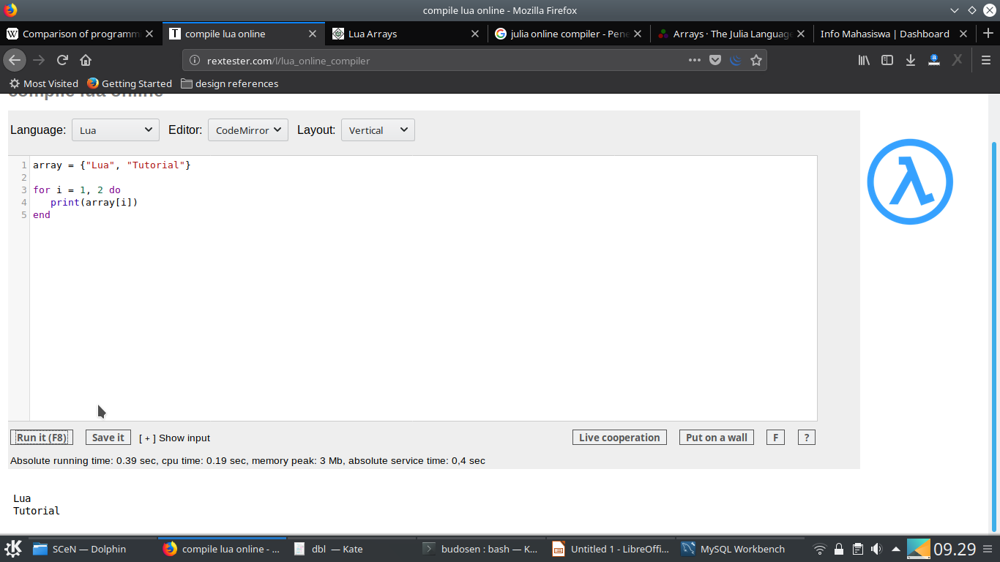 compile lua online - Mozilla Firefox
W Comparison of programm
T compile lua online
Lua Arrays
G julia online compiler - Pene
Arrays · The Julia Language
Info Mahasiswa | Dashboard
rextester.com/l/lua_online_compiler
Most Visited Getting Started design references
compile lua online
Language: Lua Editor: CodeMirror Layout: Vertical
1 array = {"Lua", "Tutorial"}
2
3 for i = 1, 2 do
4    print(array[i])
5 end
Run it (F8) Save it [ + ] Show input Live cooperation Put on a wall F ?
Absolute running time: 0.39 sec, cpu time: 0.19 sec, memory peak: 3 Mb, absolute service time: 0,4 sec
Lua
Tutorial
SCeN — Dolphin compile lua online - ... dbl — Kate budosen : bash — K... Untitled 1 - LibreOffi... MySQL Workbench 09.29